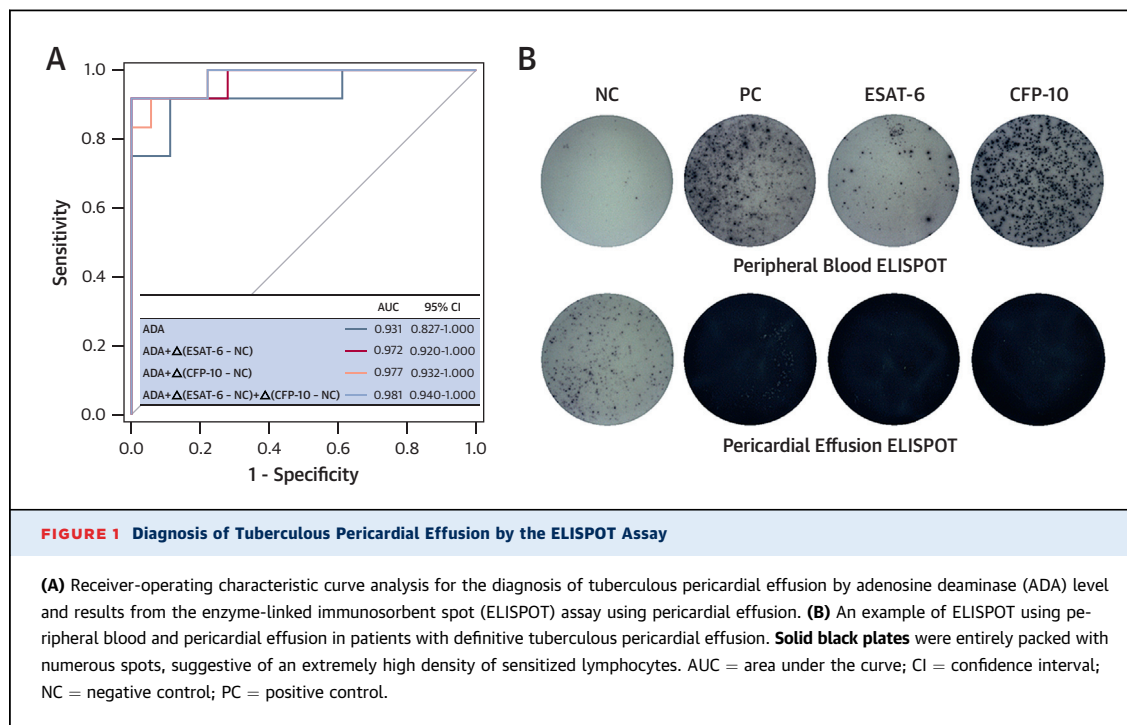 A
1.0
0.8
0.6
0.4
0.2
0.0
Sensitivity
0.0 0.2 0.4 0.6 0.8 1.0
1 - Specificity
AUC 95% CI
ADA 0.931 0.827-1.000
ADA+Δ(ESAT-6 – NC) 0.972 0.920-1.000
ADA+Δ(CFP-10 – NC) 0.977 0.932-1.000
ADA+Δ(ESAT-6 – NC)+Δ(CFP-10 – NC) 0.981 0.940-1.000
B
NC PC ESAT-6 CFP-10
Peripheral Blood ELISPOT
Pericardial Effusion ELISPOT
FIGURE 1 Diagnosis of Tuberculous Pericardial Effusion by the ELISPOT Assay
(A) Receiver-operating characteristic curve analysis for the diagnosis of tuberculous pericardial effusion by adenosine deaminase (ADA) level
and results from the enzyme-linked immunosorbent spot (ELISPOT) assay using pericardial effusion. (B) An example of ELISPOT using pe-
ripheral blood and pericardial effusion in patients with definitive tuberculous pericardial effusion. Solid black plates were entirely packed with
numerous spots, suggestive of an extremely high density of sensitized lymphocytes. AUC = area under the curve; CI = confidence interval;
NC = negative control; PC = positive control.